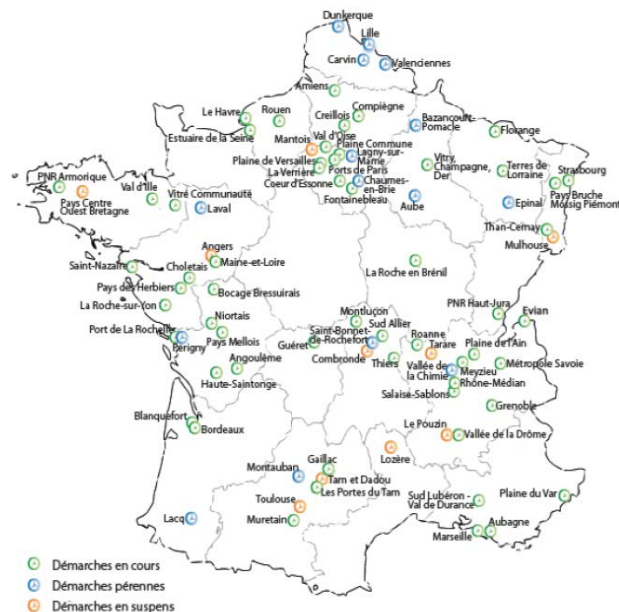 Dunkerque
Lille
Carvin
Valenciennes
Amiens
Le Havre
Rouen
Compiègne
Creillois
Bazancourt-
Pomacle
Florange
Estuaire de la Seine
Val d'Oise
Mantois
Plaine Commune
Lagny-sur-
Marne
Plaine de Versailles
Ports de Paris
La Verrière
Coeur d'Essonne
Chaumes-
en-Brie
Fontainebleau
Vitry,
Champagne,
Der
Terres de
Lorraine
Strasbourg
Pays Bruche
Mossig Piémont
Aube
Epinal
Than-Cernay
Mulhouse
PNR Armorique
Pays Centre
Ouest Bretagne
Val d'Ille
Vitré Communauté
Laval
Angers
Maine-et-Loire
Saint-Nazaire
Choletais
Pays des Herbiers
Bocage Bressuirais
La Roche-sur-Yon
La Roche en Brénil
PNR Haut-Jura
Evian
Niortais
Port de La Rochelle
Pays Mellois
Périgny
Montluçon
Sud Allier
Saint-Bonnet-
de-Rochefort
Guéret
Combronde
Thiers
Roanne
Tarare
Plaine de l'Ain
Métropole Savoie
Vallée de
la Chimie
Meyzieu
Rhône-Médian
Salaise-Sablons
Grenoble
Angoulême
Haute-Saintonge
Blanquefort
Bordeaux
Le Pouzin
Vallée de la Drôme
Lozère
Gaillac
Montauban
Tarn et Dadou
Les Portes du Tarn
Toulouse
Muretain
Lacq
Sud Lubéron -
Val de Durance
Plaine du Var
Aubagne
Marseille
Démarches en cours
Démarches pérennes
Démarches en suspens